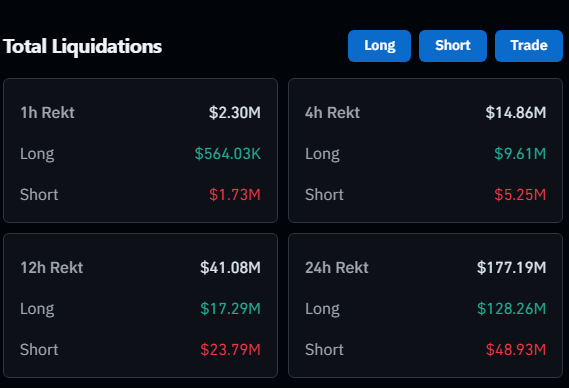 Total Liquidations Long Short Trade
1h Rekt $2.30M
Long $564.03K
Short $1.73M
4h Rekt $14.86M
Long $9.61M
Short $5.25M
12h Rekt $41.08M
Long $17.29M
Short $23.79M
24h Rekt $177.19M
Long $128.26M
Short $48.93M